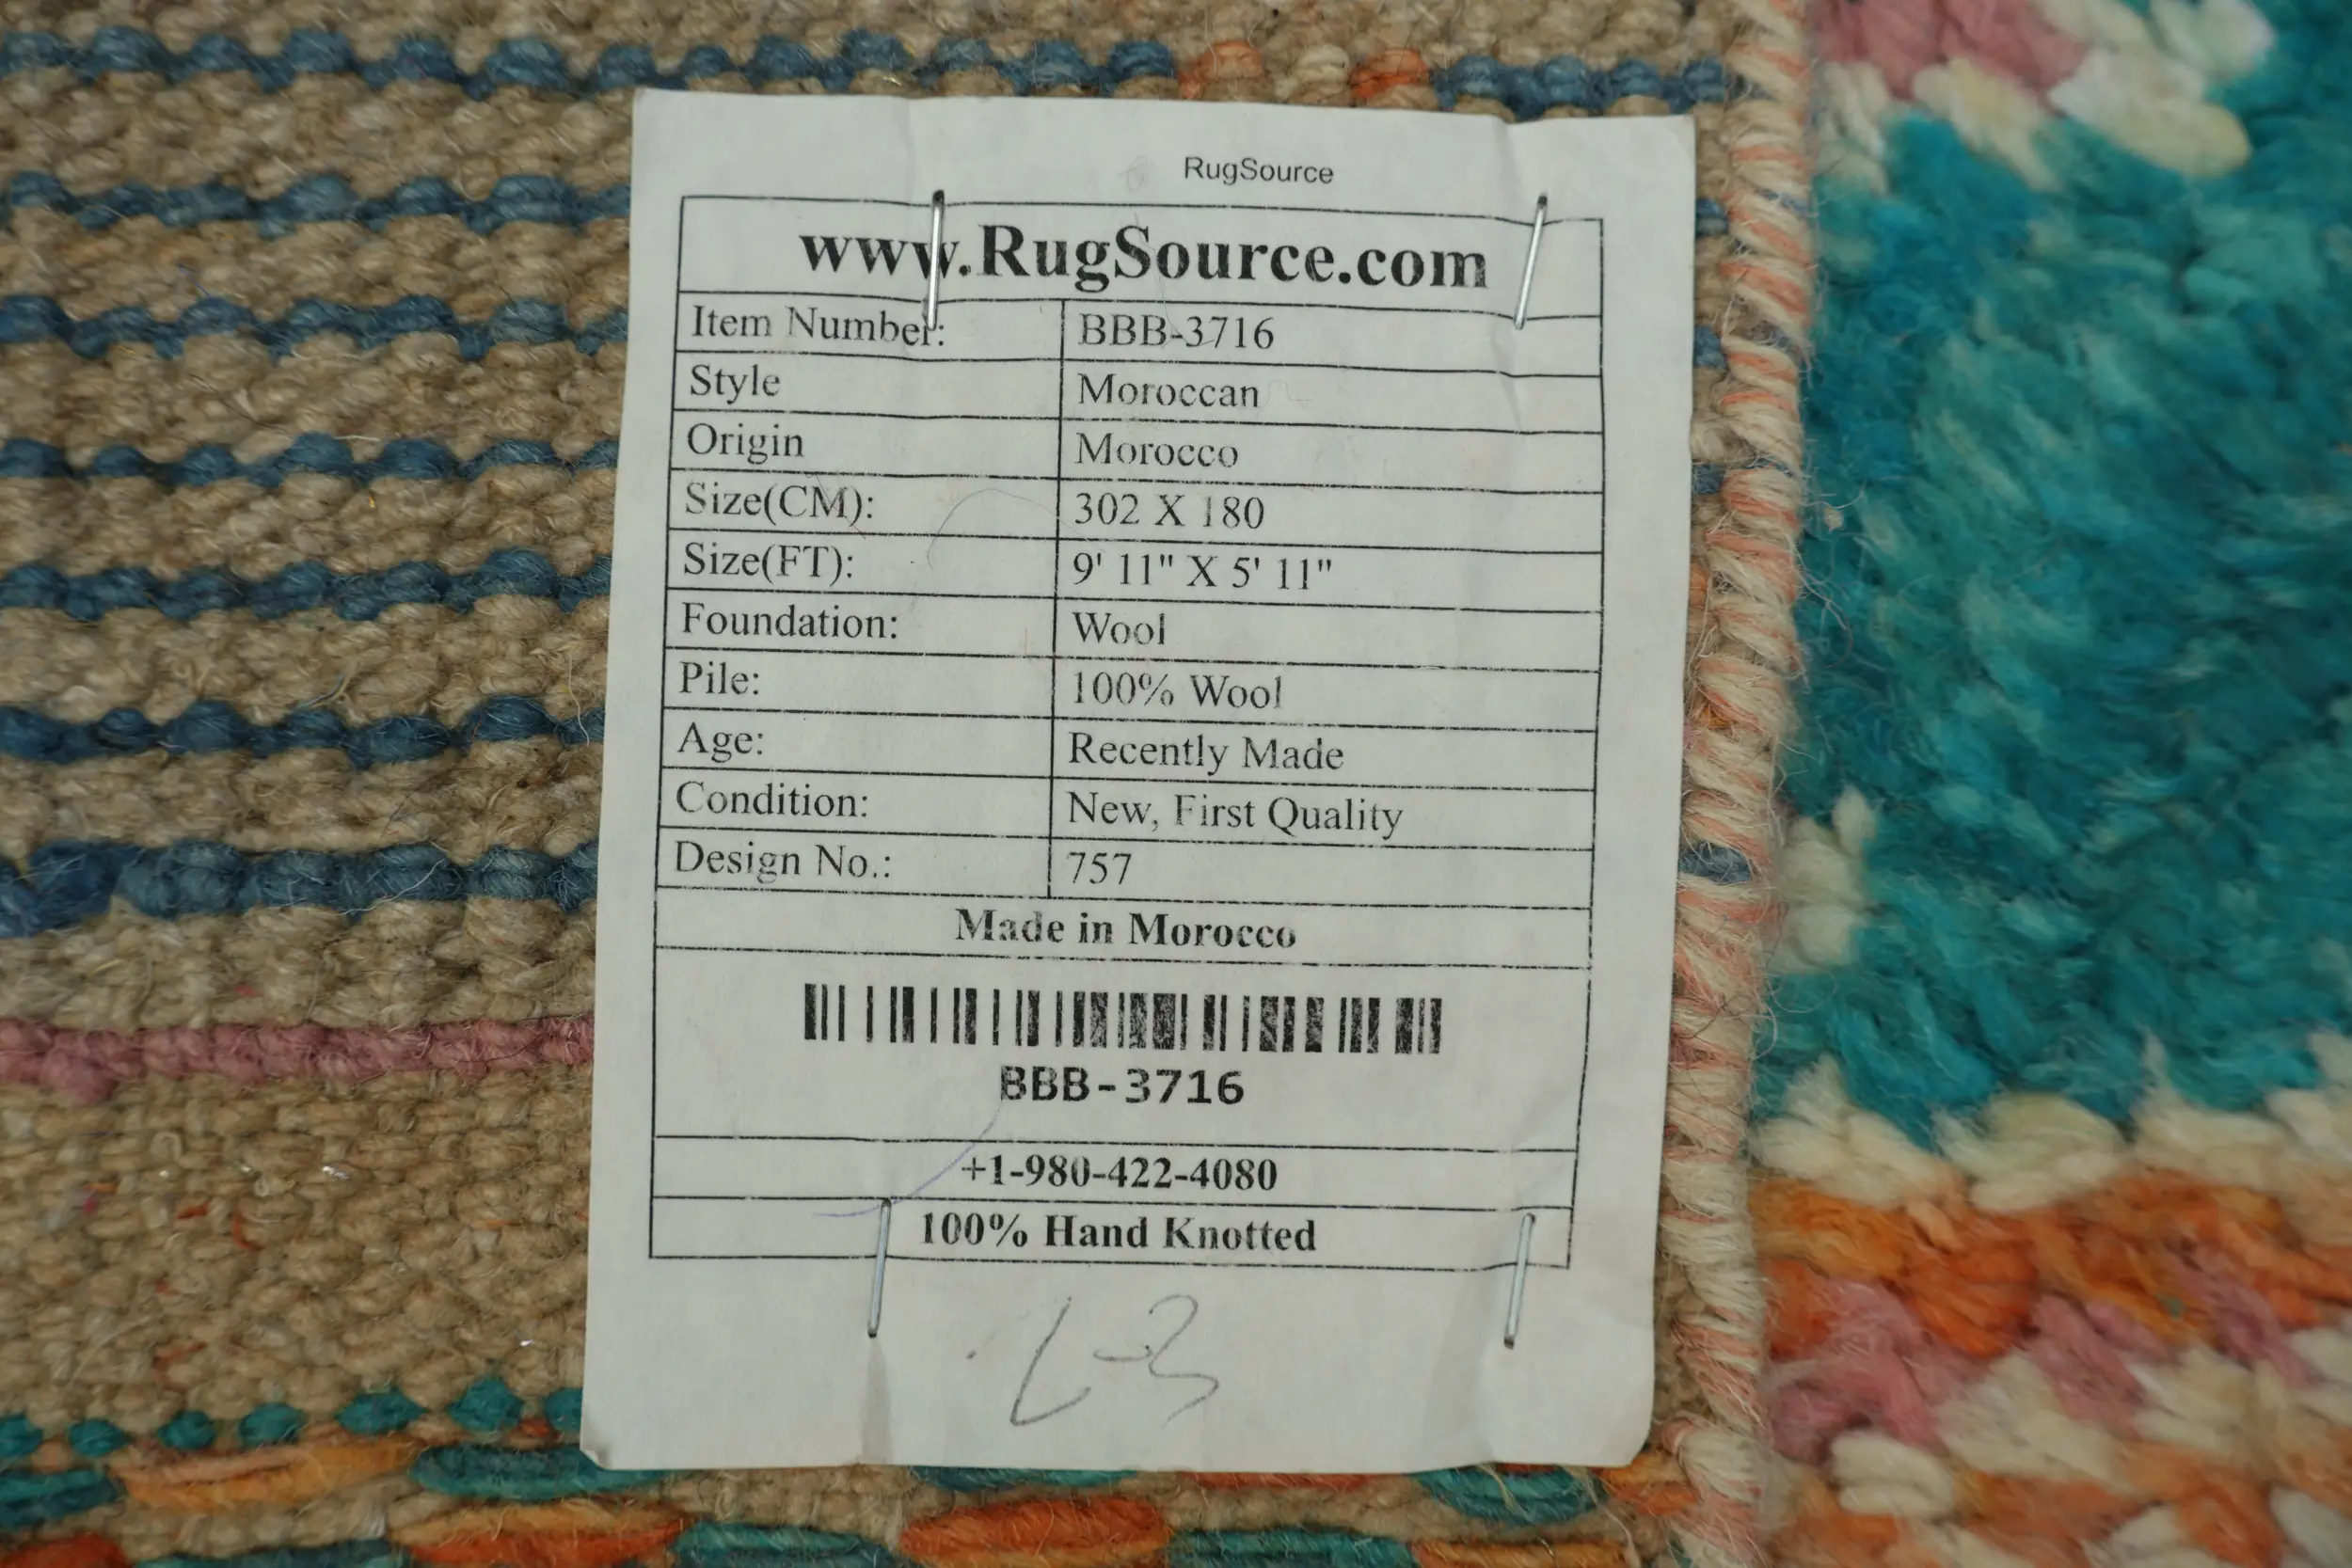 RugSource
www.RugSource.com
Item Number: BBB-3716
Style Moroccan
Origin Morocco
Size(CM): 302 X 180
Size(FT): 9' 11" X 5' 11"
Foundation: Wool
Pile: 100% Wool
Age: Recently Made
Condition: New, First Quality
Design No.: 757
Made in Morocco
BBB-3716
+1-980-422-4080
100% Hand Knotted
L-3